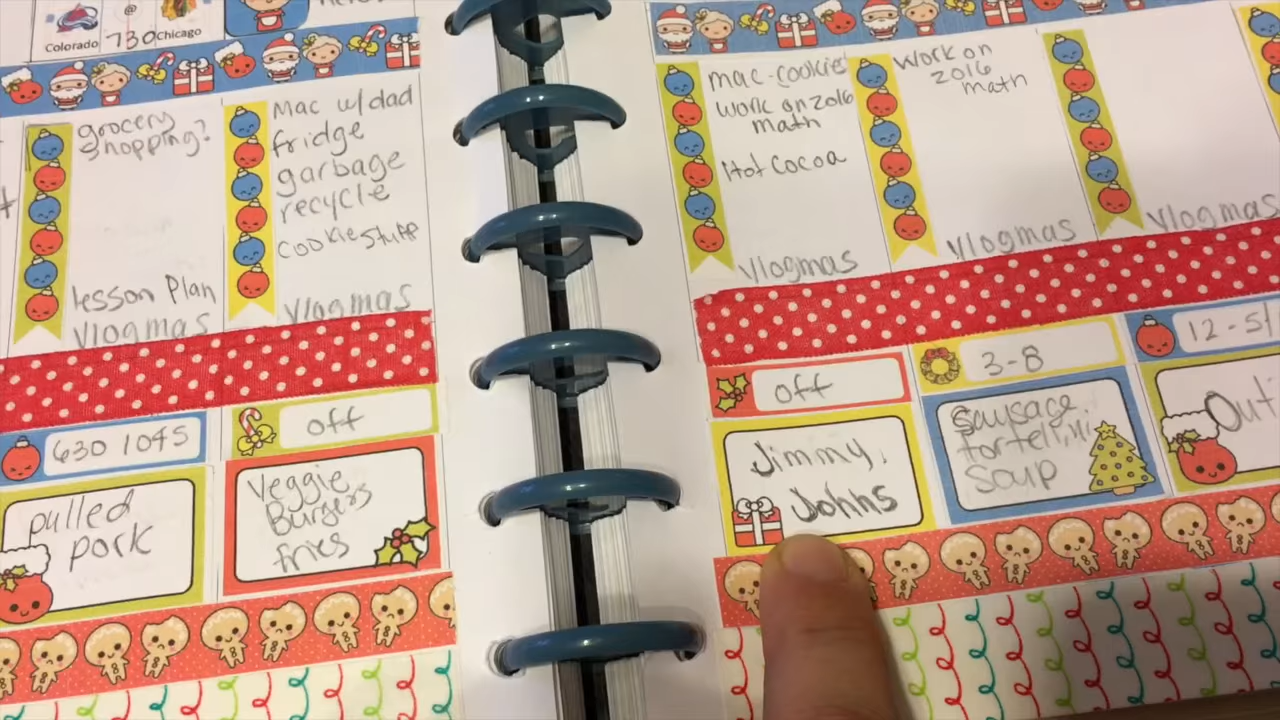 Colorado
@
730
Chicago
grocery
shopping?
lesson Plan
Vlogmas
Mac w/dad
fridge
garbage
recycle
cookie stuff
Vlogmas
630 1045
off
pulled
pork
Veggie
Burgers
fries
mac-cookies
work on 2016
math
Hot Cocoa
Vlogmas
Work on
2016
math
Vlogmas
Vlogmas
off
3-8
12-5
Jimmy
Johns
Sausage
tortellini
Soup
Out